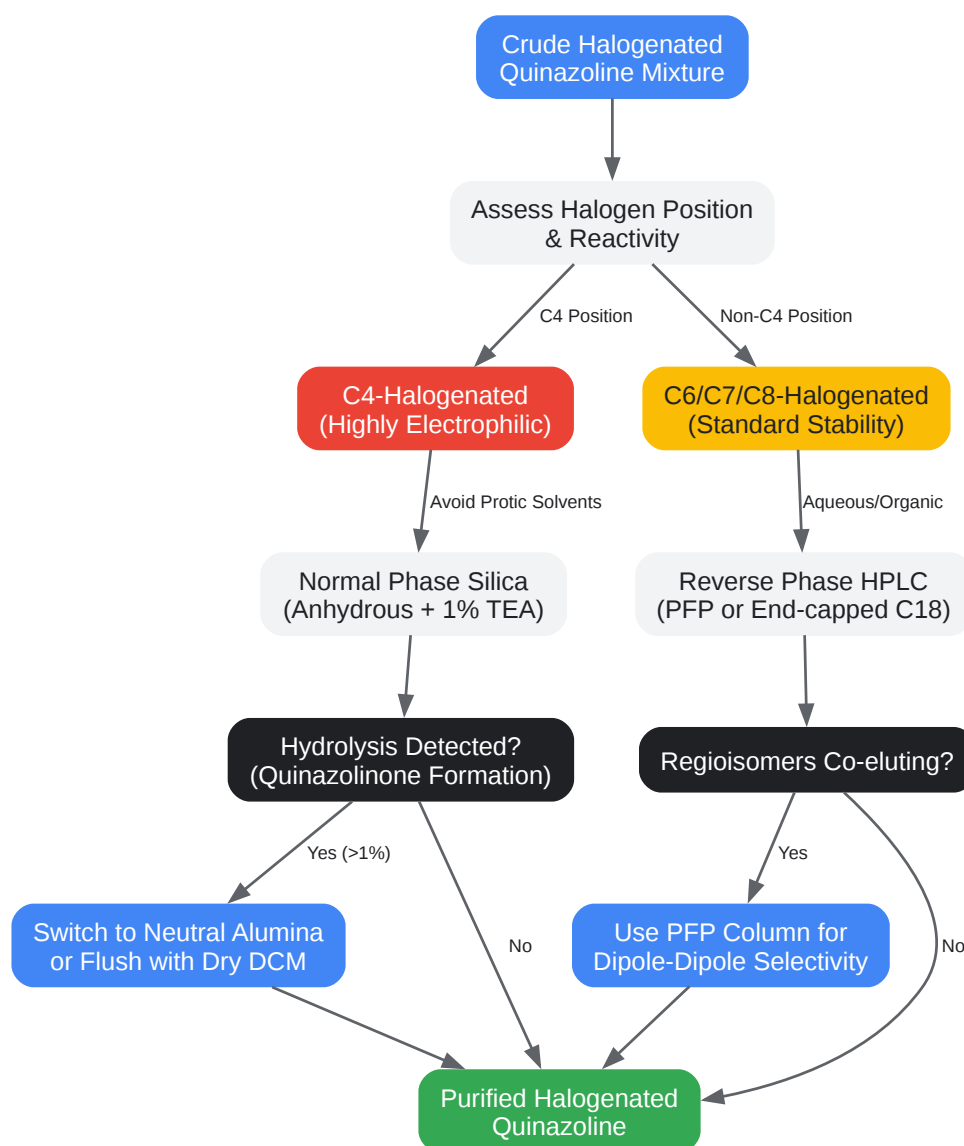 Crude Halogenated
Quinazoline Mixture
Assess Halogen Position
& Reactivity
C4 Position
Non-C4 Position
C4-Halogenated
(Highly Electrophilic)
C6/C7/C8-Halogenated
(Standard Stability)
Avoid Protic Solvents
Aqueous/Organic
Normal Phase Silica
(Anhydrous + 1% TEA)
Reverse Phase HPLC
(PFP or End-capped C18)
Hydrolysis Detected?
(Quinazolinone Formation)
Regioisomers Co-eluting?
Yes (>1%)
Yes
Switch to Neutral Alumina
or Flush with Dry DCM
No
Use PFP Column for
Dipole-Dipole Selectivity
No
Purified Halogenated
Quinazoline